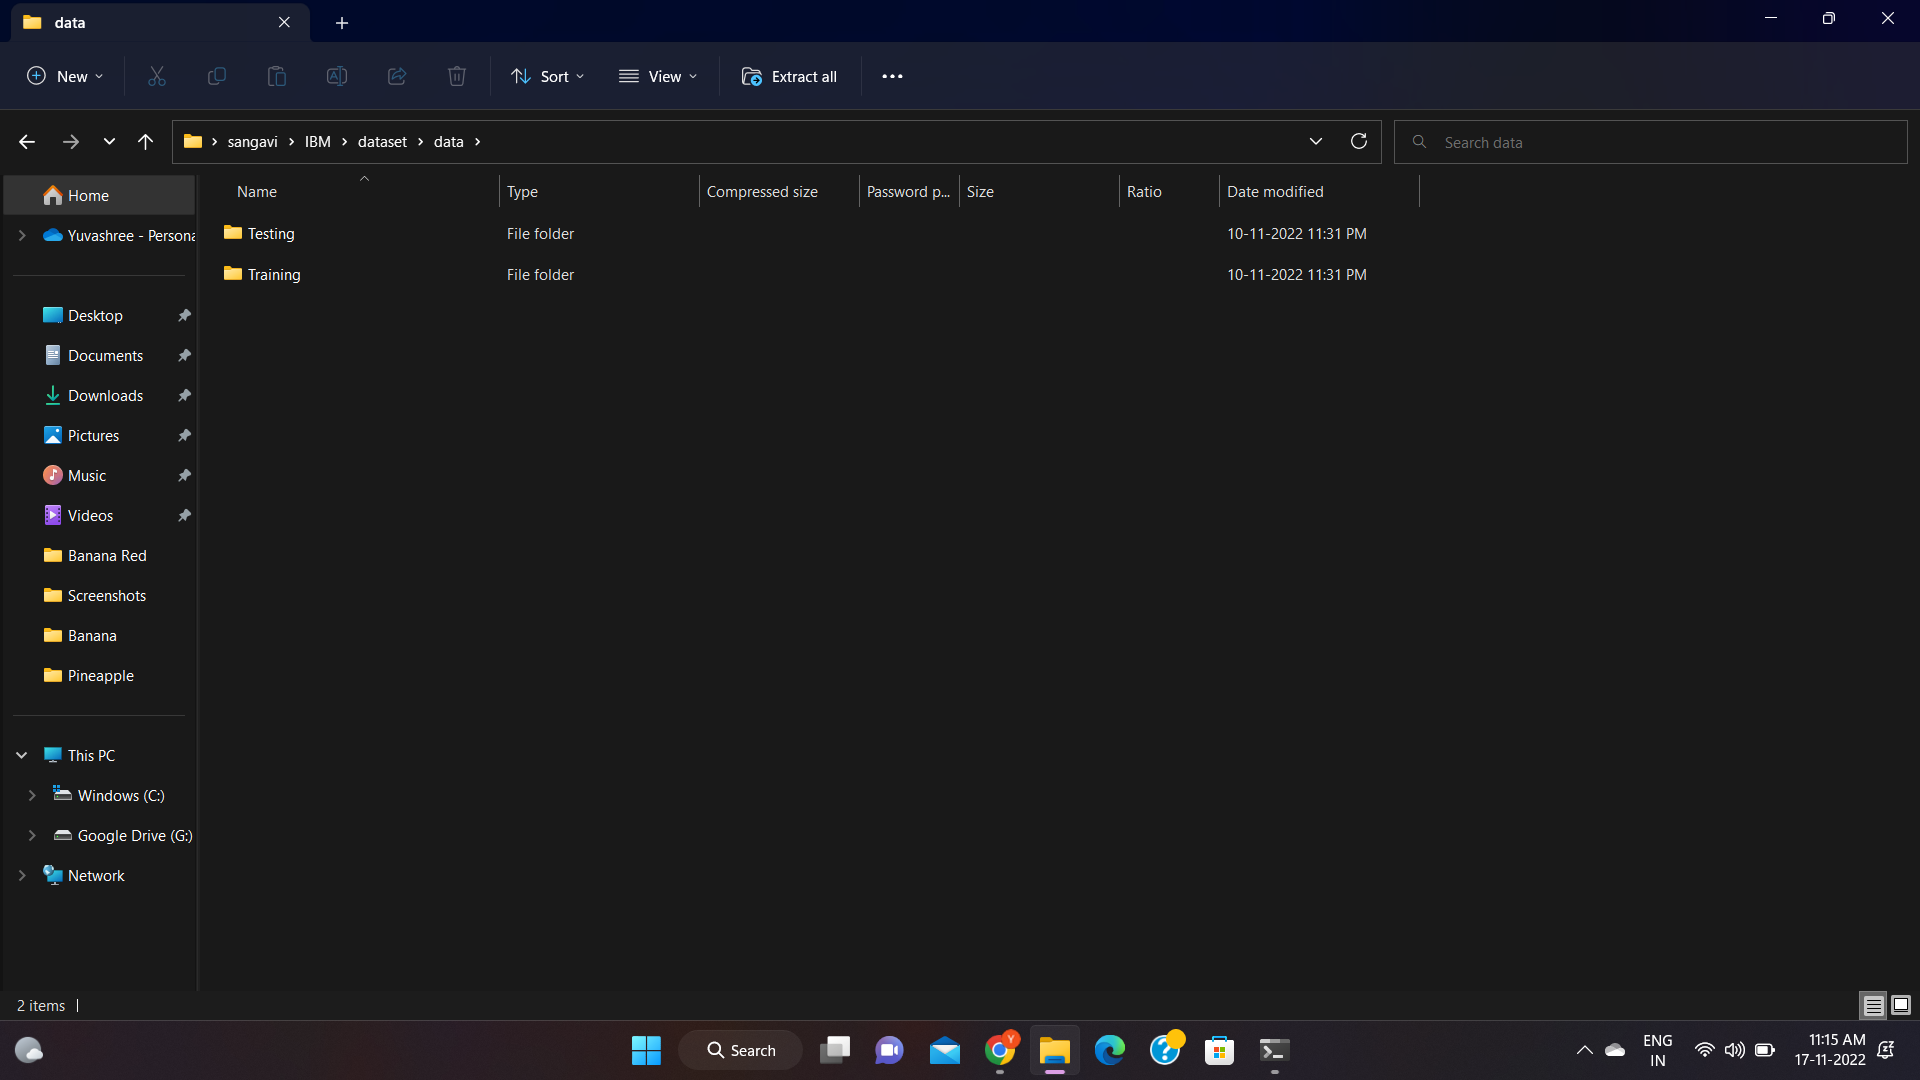 data
New
Sort
View
Extract all
sangavi > IBM > dataset > data >
Search data
Name
Type
Compressed size
Password p...
Size
Ratio
Date modified
Testing
File folder
10-11-2022 11:31 PM
Training
File folder
10-11-2022 11:31 PM
Home
Yuvashree - Persona
Desktop
Documents
Downloads
Pictures
Music
Videos
Banana Red
Screenshots
Banana
Pineapple
This PC
Windows (C:)
Google Drive (G:)
Network
2 items
Search
Y
ENG
IN
11:15 AM
17-11-2022